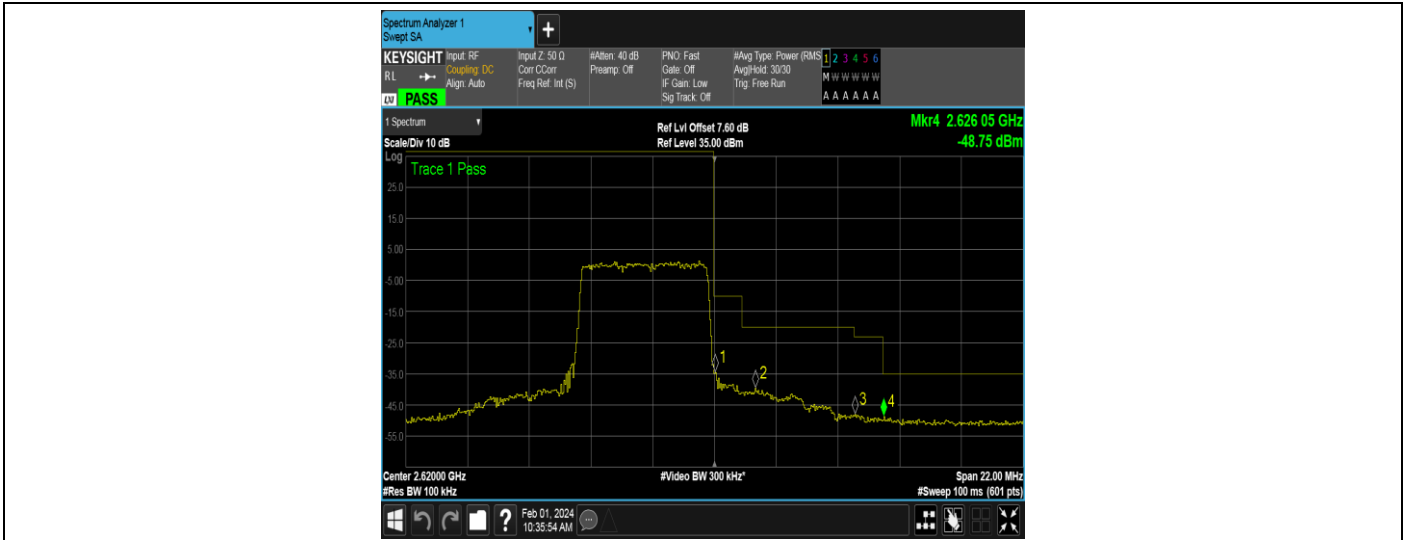 Spectrum Analyzer 1
Swept SA
+
KEYSIGHT
RL
LXI PASS
Input: RF
Coupling: DC
Align: Auto
Input Z: 50 Ω
Corr CCorr
Freq Ref: Int (S)
#Atten: 40 dB
Preamp: Off
PNO: Fast
Gate: Off
IF Gain: Low
Sig Track: Off
#Avg Type: Power (RMS
Avg|Hold: 30/30
Trig: Free Run
1 2 3 4 5 6
M W W W W W
A A A A A A
1 Spectrum
Scale/Div 10 dB
Ref Lvl Offset 7.60 dB
Ref Level 35.00 dBm
Mkr4 2.626 05 GHz
-48.75 dBm
Log
Trace 1 Pass
25.0
15.0
5.00
-5.00
-15.0
-25.0
-35.0
-45.0
-55.0
1
2
3
4
Center 2.62000 GHz
#Res BW 100 kHz
#Video BW 300 kHz*
Span 22.00 MHz
#Sweep 100 ms (601 pts)
?
Feb 01, 2024
10:35:54 AM